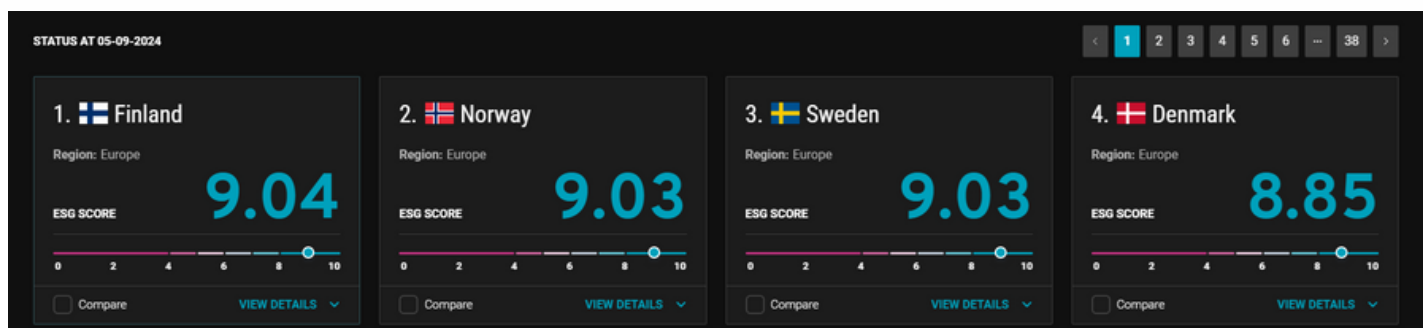 STATUS AT 05-09-2024
< 1 2 3 4 5 6 ... 38 >
1. Finland
Region: Europe
ESG SCORE
9.04
0 2 4 6 8 10
Compare
VIEW DETAILS
2. Norway
Region: Europe
ESG SCORE
9.03
0 2 4 6 8 10
Compare
VIEW DETAILS
3. Sweden
Region: Europe
ESG SCORE
9.03
0 2 4 6 8 10
Compare
VIEW DETAILS
4. Denmark
Region: Europe
ESG SCORE
8.85
0 2 4 6 8 10
Compare
VIEW DETAILS